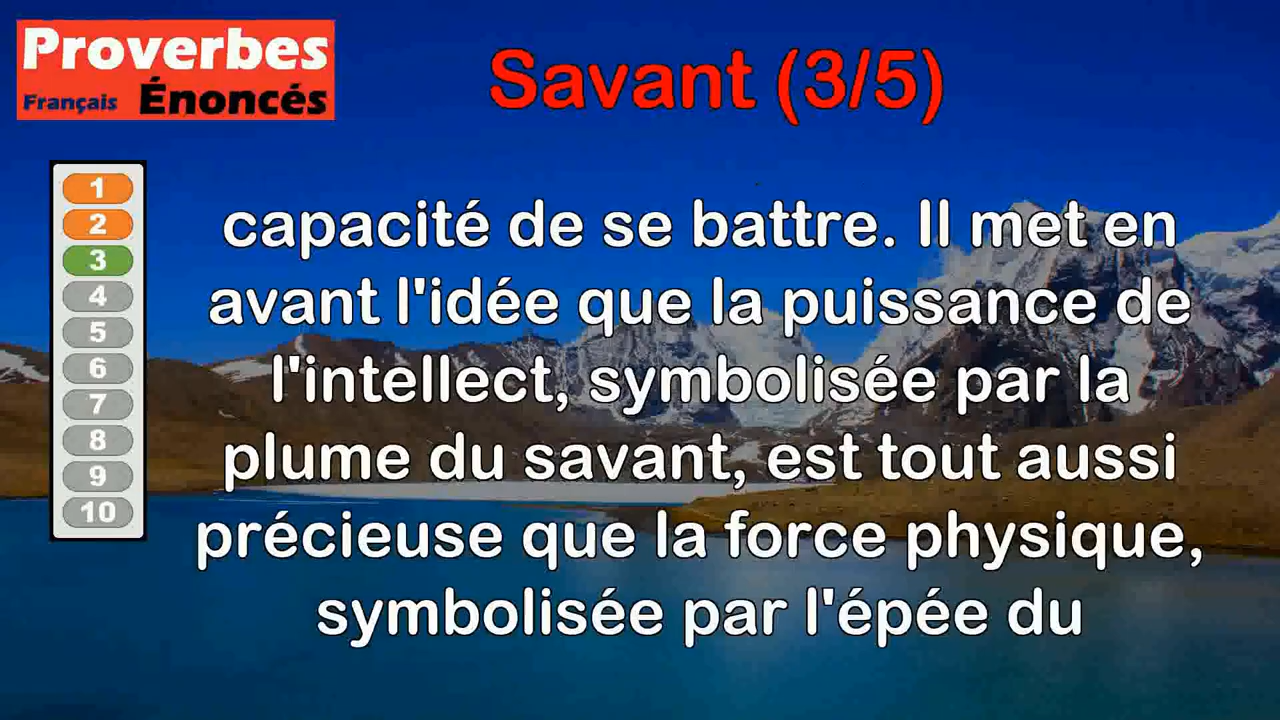 Proverbes
Français Énoncés
Savant (3/5)
1
2
3
4
5
6
7
8
9
10
capacité de se battre. Il met en
avant l'idée que la puissance de
l'intellect, symbolisée par la
plume du savant, est tout aussi
précieuse que la force physique,
symbolisée par l'épée du